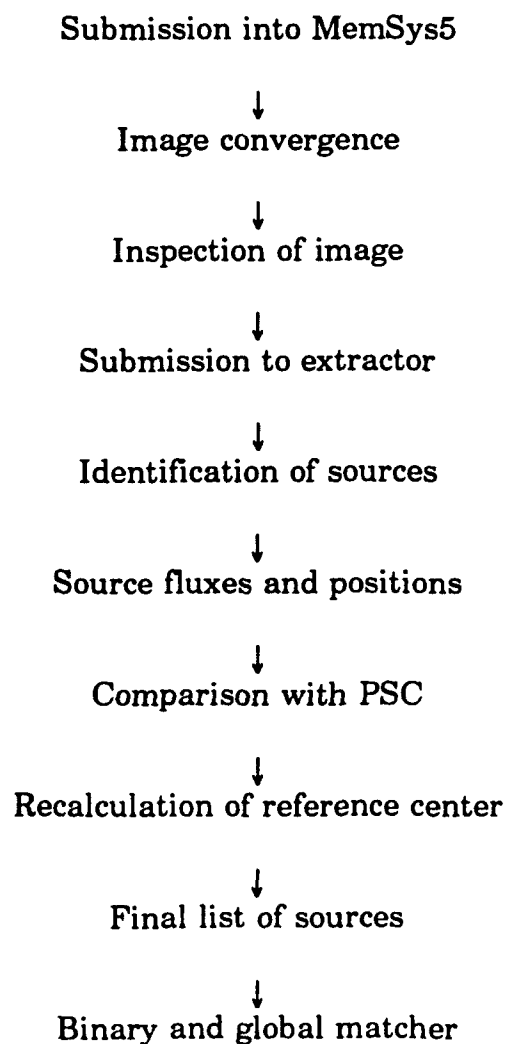 Submission into MemSys5
↓
Image convergence
↓
Inspection of image
↓
Submission to extractor
↓
Identification of sources
↓
Source fluxes and positions
↓
Comparison with PSC
↓
Recalculation of reference center
↓
Final list of sources
↓
Binary and global matcher